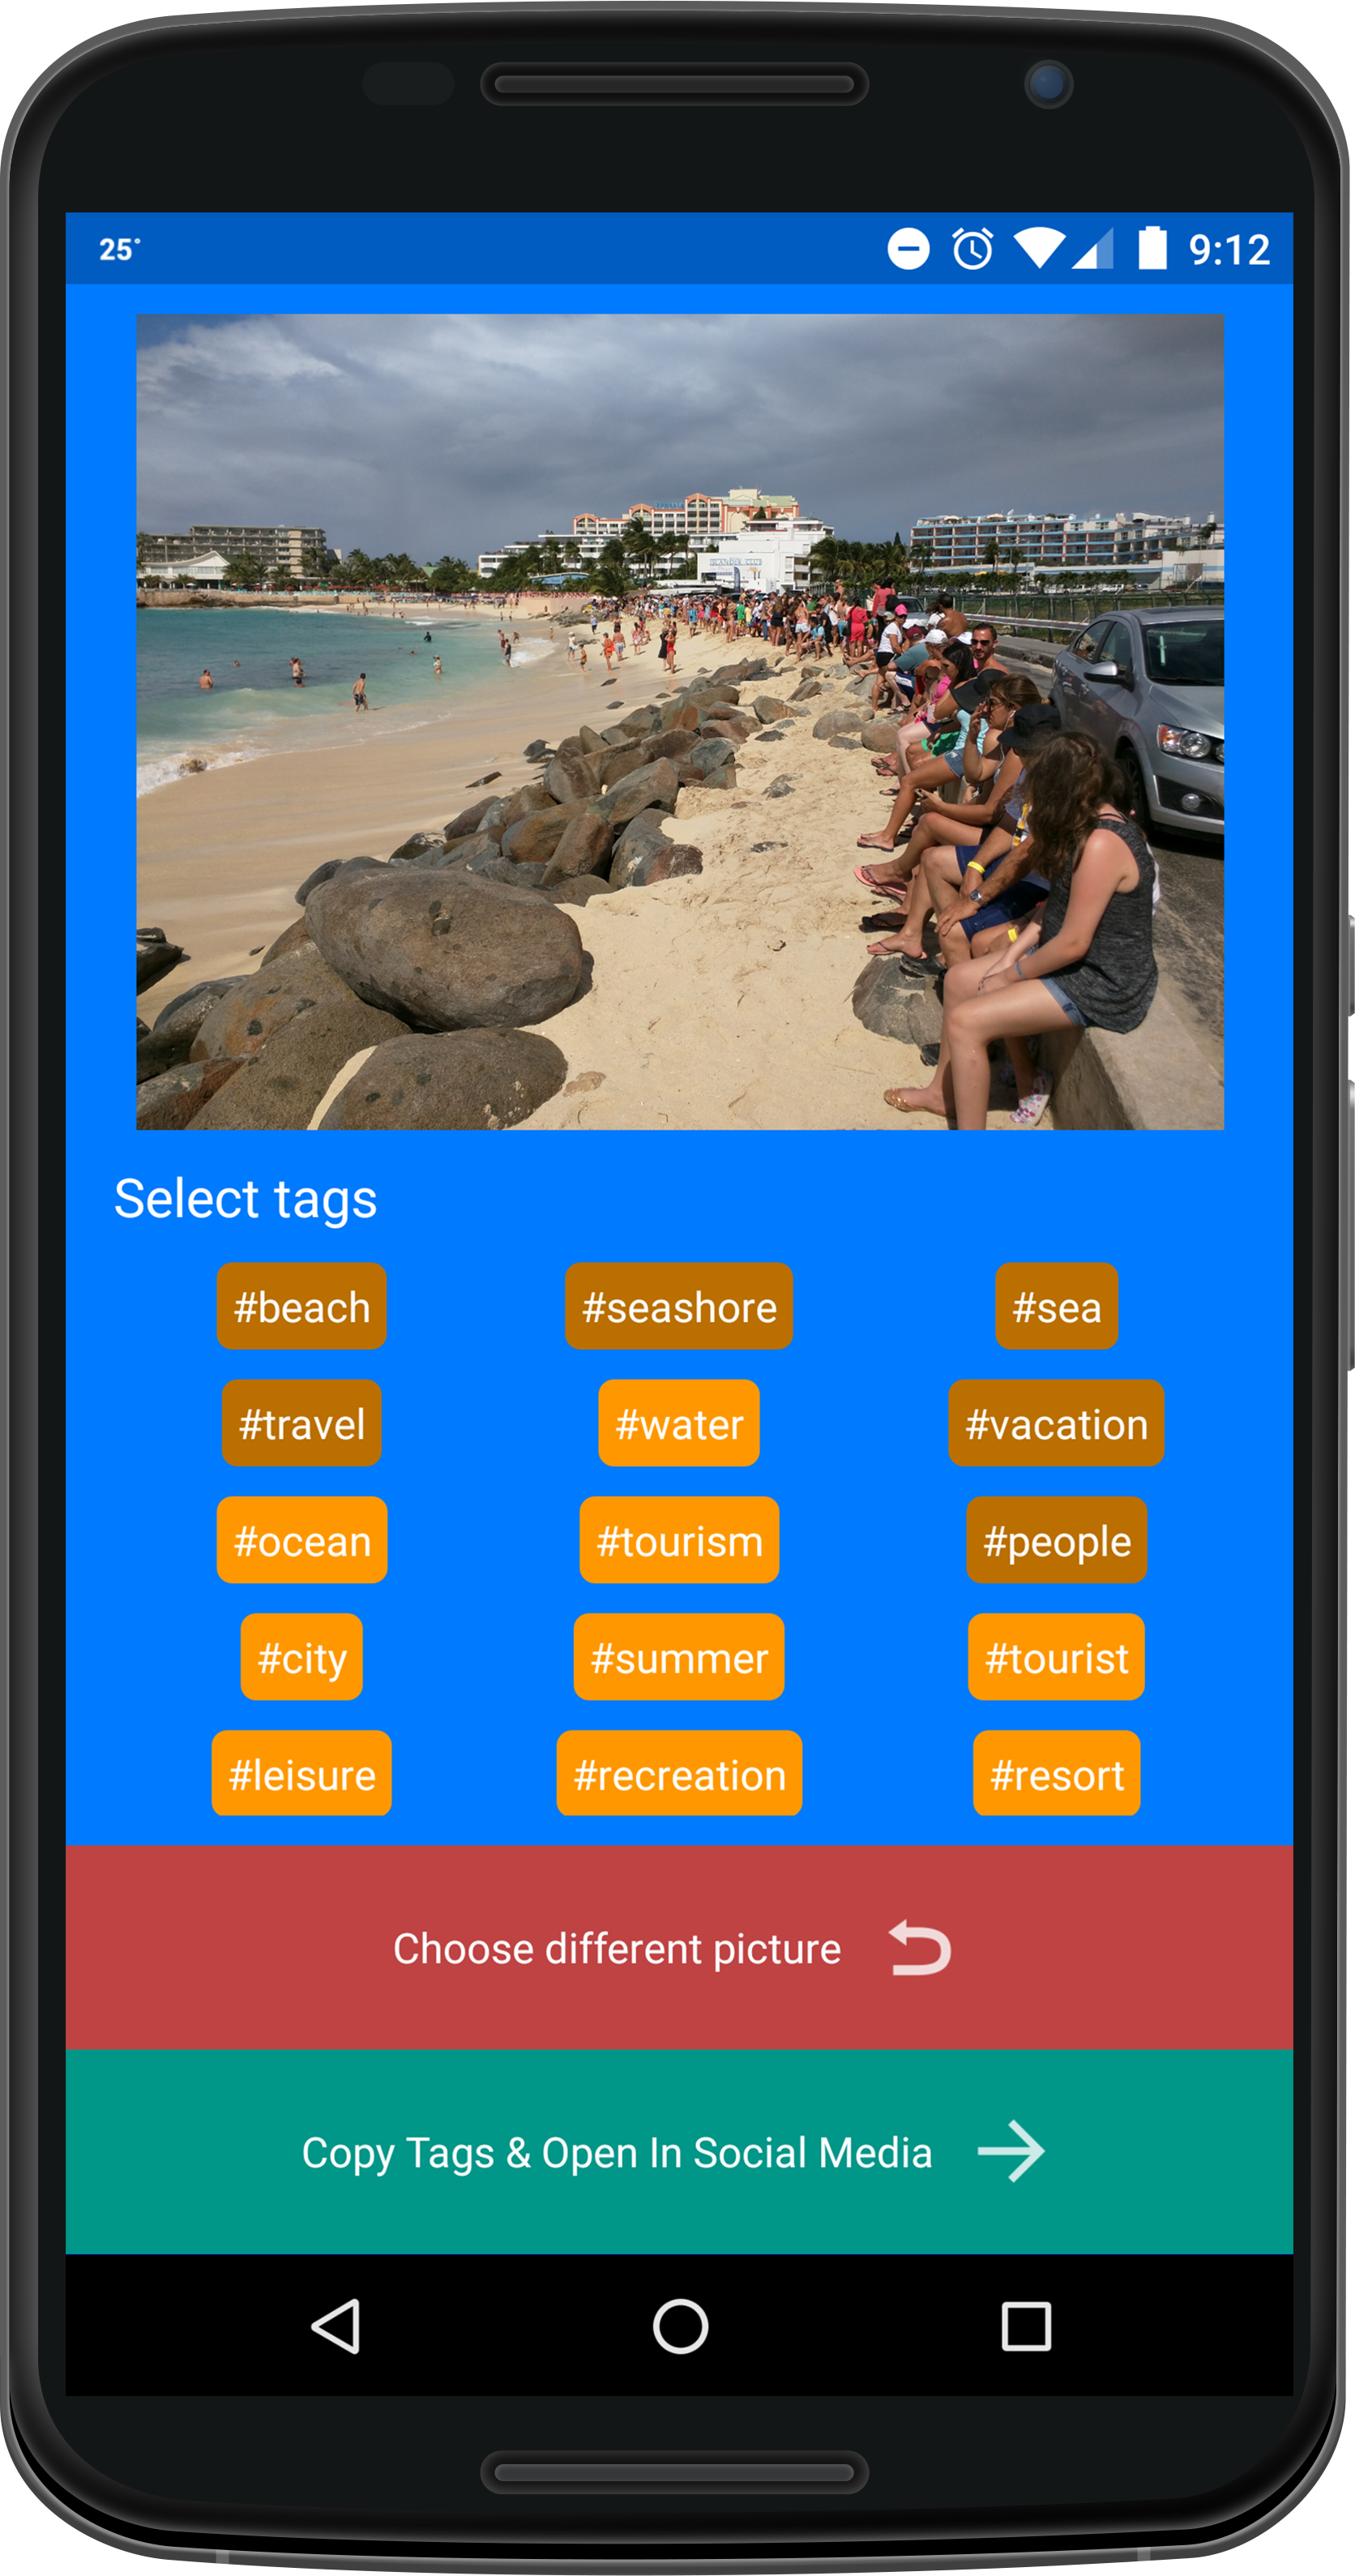 25°
9:12
Select tags
#beach #seashore #sea
#travel #water #vacation
#ocean #tourism #people
#city #summer #tourist
#leisure #recreation #resort
Choose different picture
Copy Tags & Open In Social Media